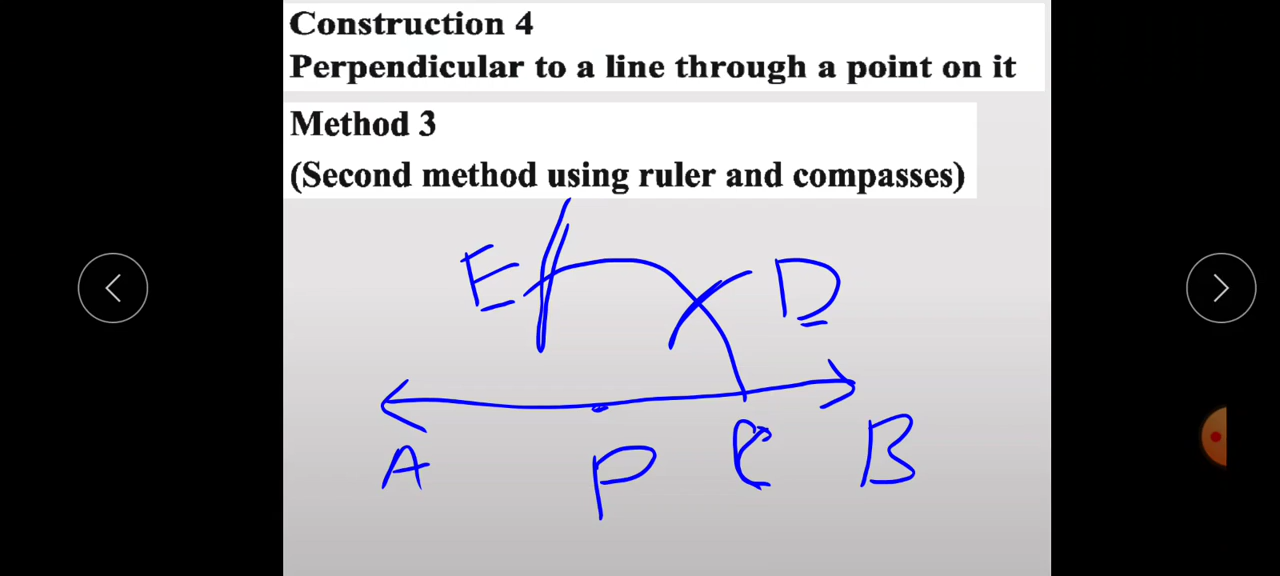 Construction 4
Perpendicular to a line through a point on it
Method 3
(Second method using ruler and compasses)
E D
A P C B